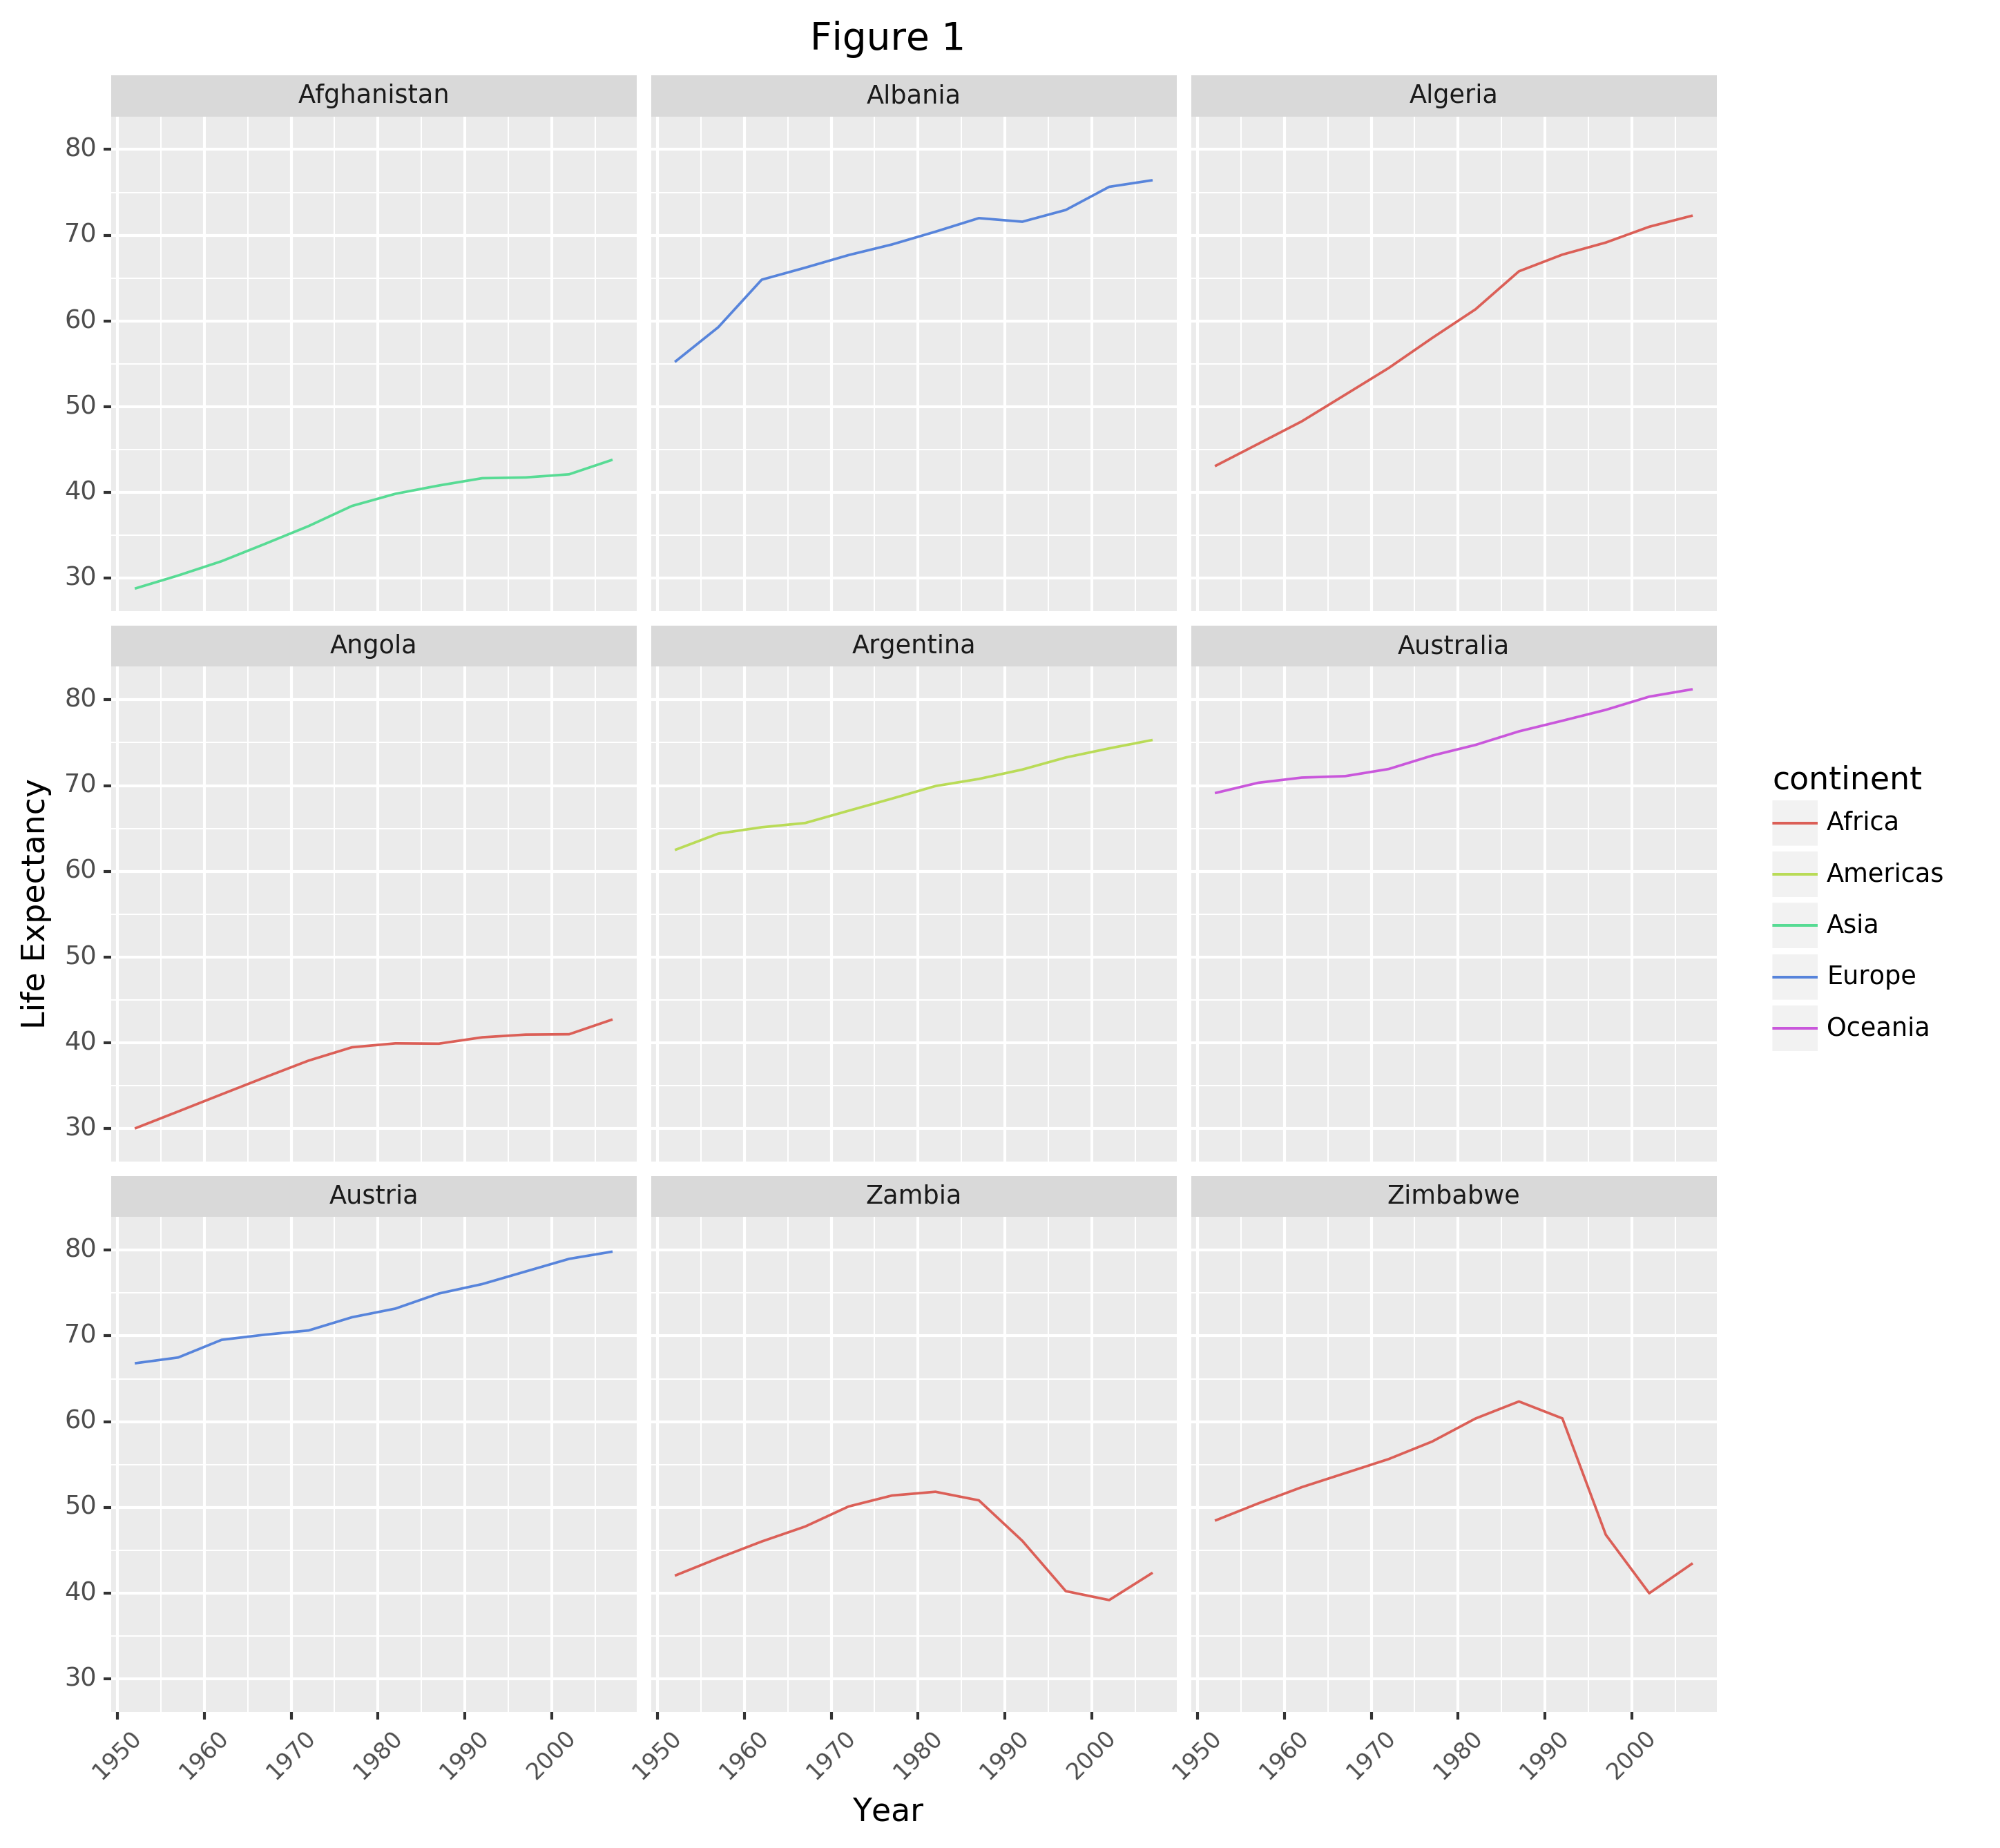 Figure 1
Afghanistan
Albania
Algeria
80
70
60
50
40
30
Angola
Argentina
Australia
80
70
60
50
40
30
Life Expectancy
continent
Africa
Americas
Asia
Europe
Oceania
Austria
Zambia
Zimbabwe
80
70
60
50
40
30
1950 1960 1970 1980 1990 2000
1950 1960 1970 1980 1990 2000
1950 1960 1970 1980 1990 2000
Year